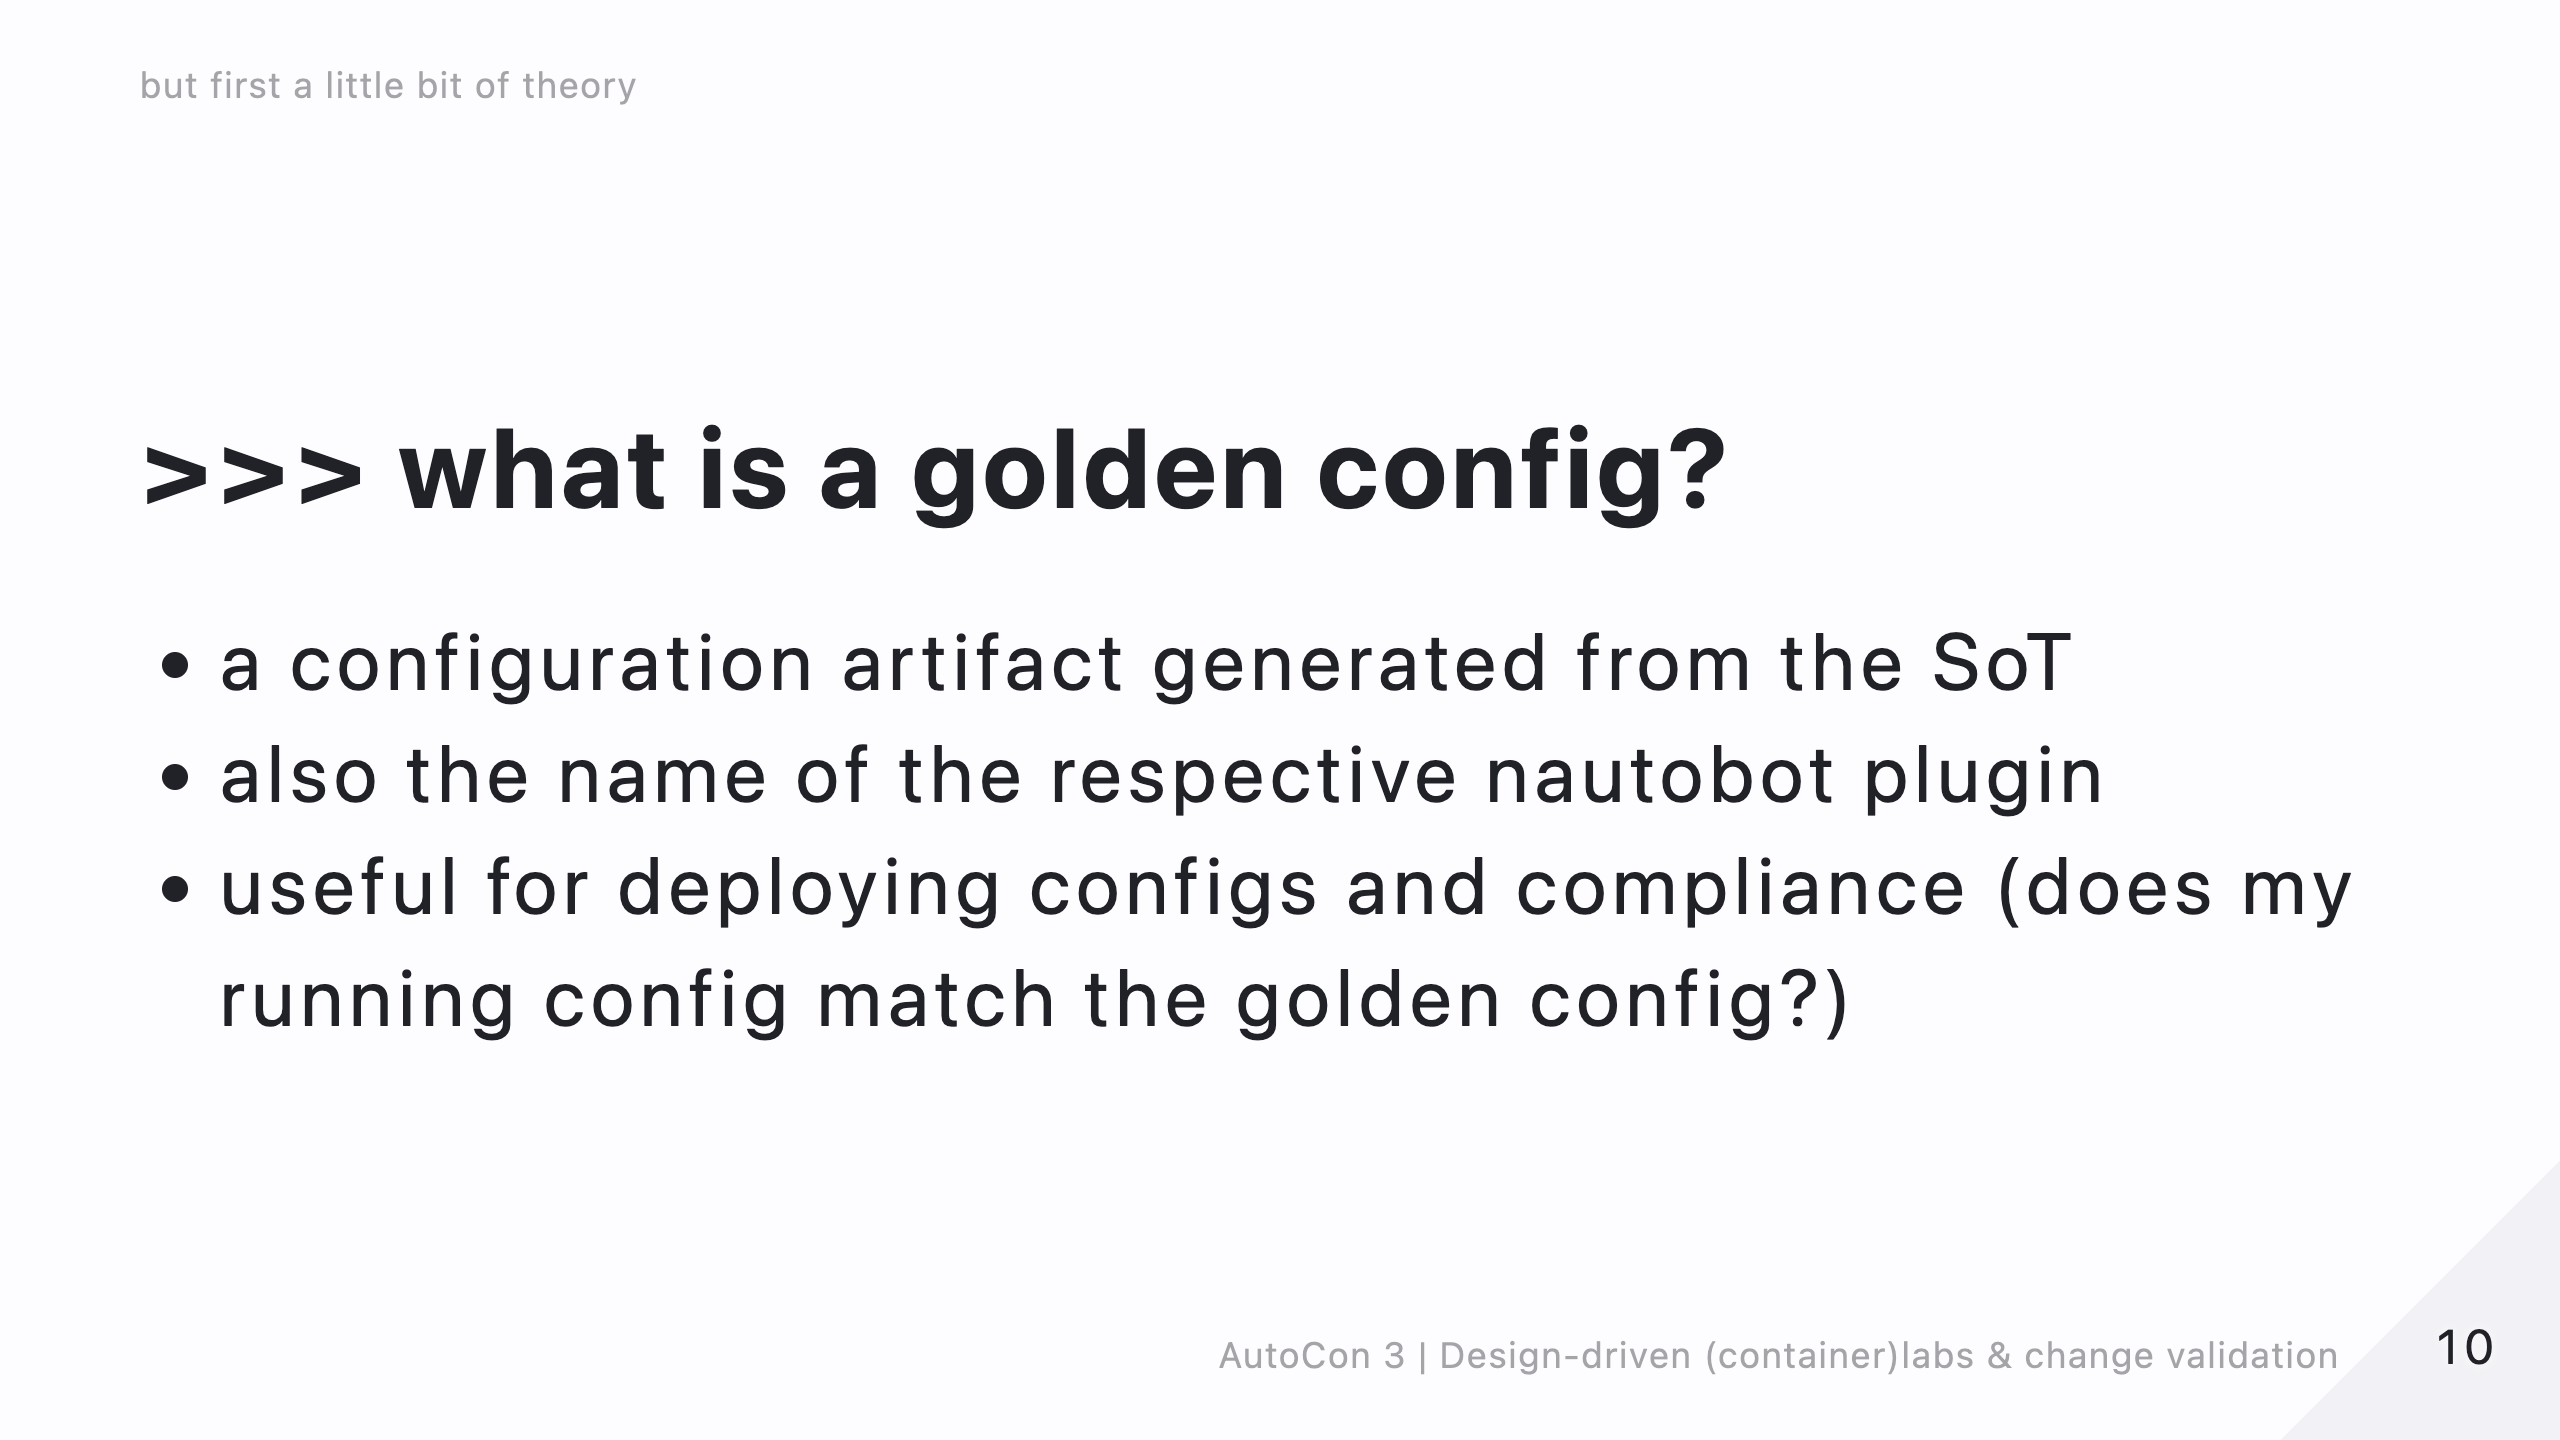 but first a little bit of theory
>>> what is a golden config?
• a configuration artifact generated from the SoT
• also the name of the respective nautobot plugin
• useful for deploying configs and compliance (does my
running config match the golden config?)
AutoCon 3 | Design-driven (container)labs & change validation
10